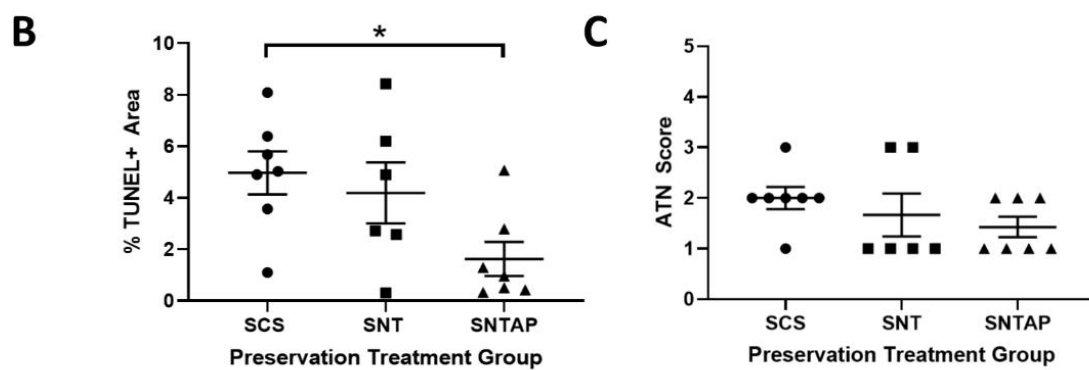 B
*
10
8
6
4
2
0
% TUNEL+ Area
SCS
SNT
SNTAP
Preservation Treatment Group
C
5
4
3
2
1
0
ATN Score
SCS
SNT
SNTAP
Preservation Treatment Group